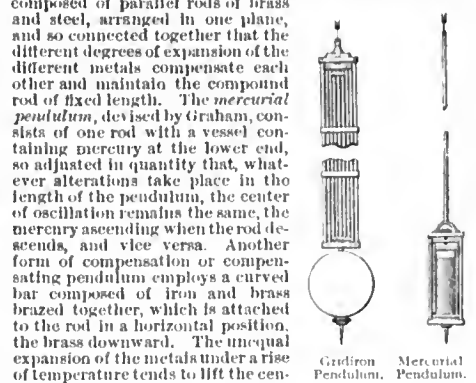 composed of parallel rods of brass
and steel, arranged in one plane,
and so connected together that the
different degrees of expansion of the
different metals compensate each
other and maintain the compound
rod of fixed length. The mercurial
pendulum, devised by Graham, con-
sists of one rod with a vessel con-
taining mercury at the lower end,
so adjusted in quantity that, what-
ever alterations take place in the
length of the pendulum, the center
of oscillation remains the same, the
mercury ascending when the rod de-
scends, and vice versa. Another
form of compensation or compen-
sating pendulum employs a curved
bar composed of iron and brass
brazed together, which is attached
to the rod in a horizontal position,
the brass downward. The unequal
expansion of the metals under a rise
of temperature tends to lift the cen-
Gridiron
Pendulum.
Mercurial
Pendulum.